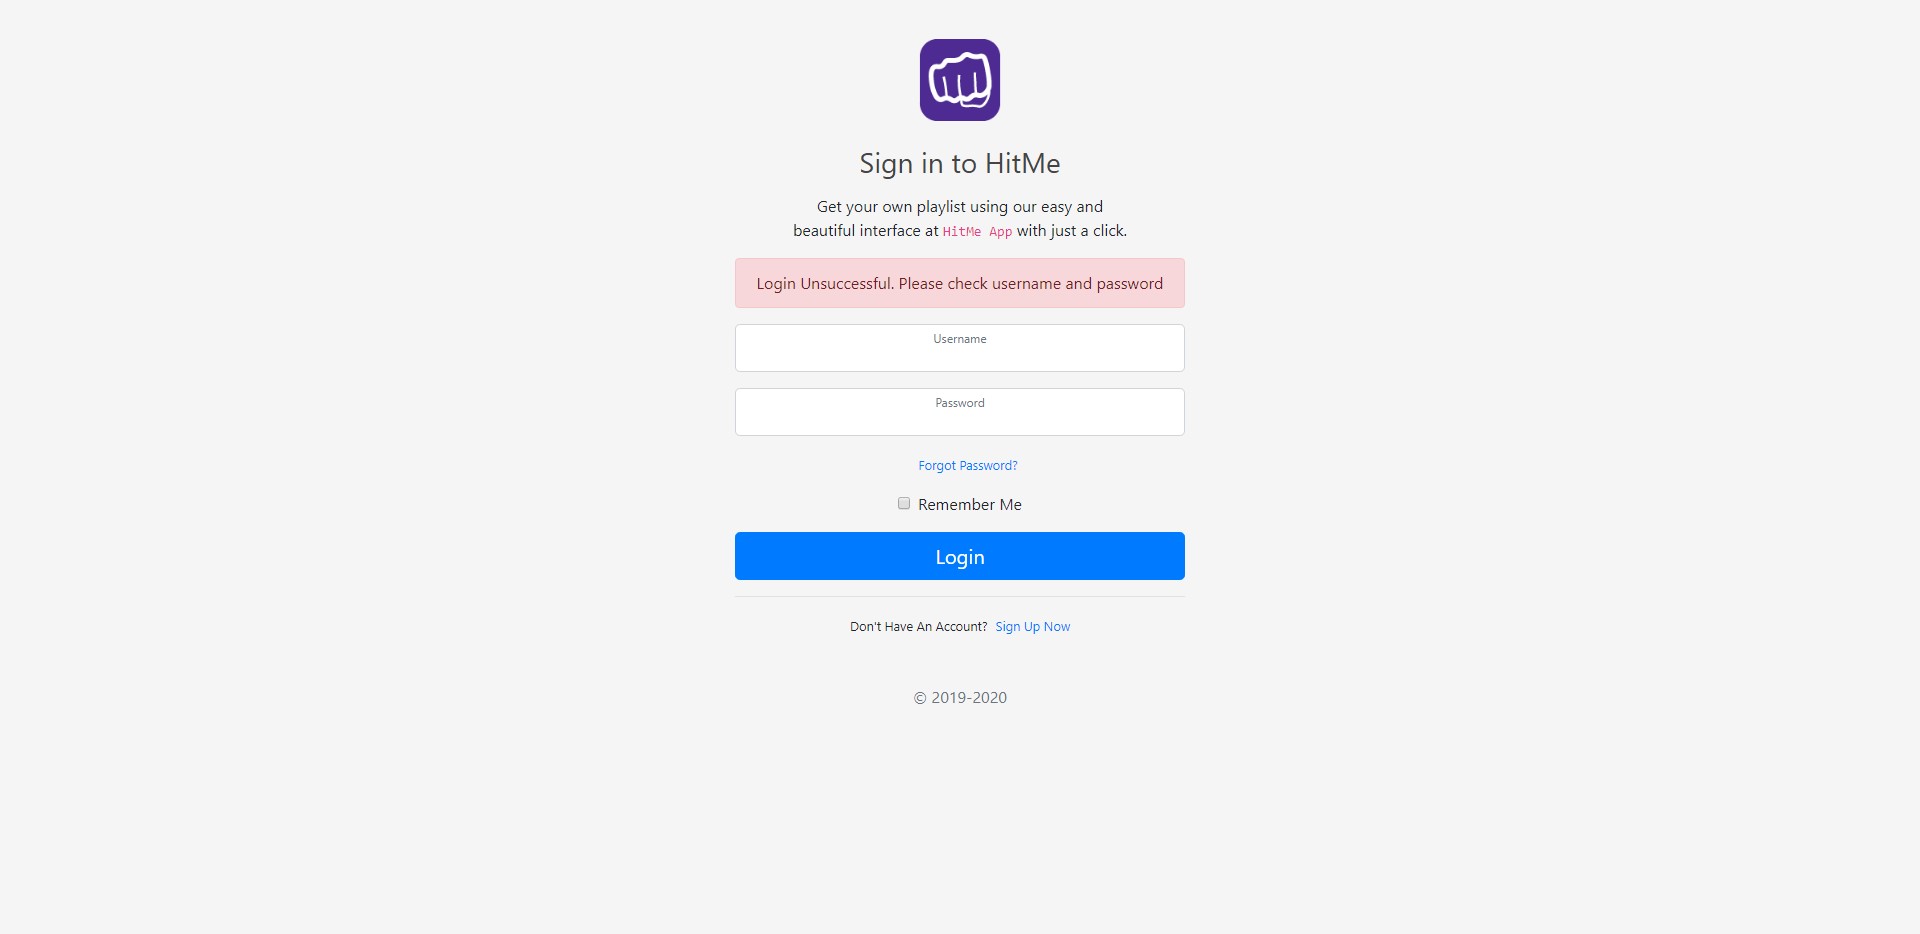 Sign in to HitMe
Get your own playlist using our easy and
beautiful interface at HitMe App with just a click.
Login Unsuccessful. Please check username and password
Username
Password
Forgot Password?
Remember Me
Login
Don't Have An Account? Sign Up Now
© 2019-2020